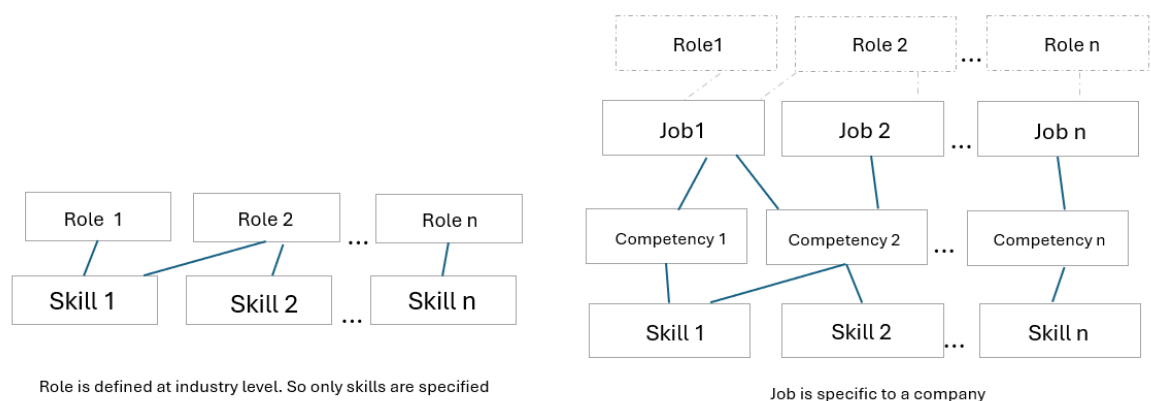 Role1 Role 2 ... Role n
Job1 Job 2 ... Job n
Role  1 Role 2 ... Role n
Competency 1 Competency 2 ... Competency n
Skill 1 Skill 2 ... Skill n
Skill 1 Skill 2 ... Skill n
Role is defined at industry level. So only skills are specified
Job is specific to a company